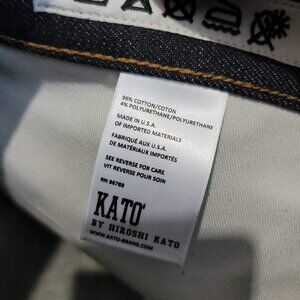 96% COTTON/COTON
4% POLYURETHANE/POLYURETHANE
MADE IN U.S.A.
OF IMPORTED MATERIALS
FABRIQUÉ AUX U.S.A.
DE MATÉRIAUX IMPORTÉS
SEE REVERSE FOR CARE
VIT REVERSE POUR SOIN
RN 86788
KATO'
BY HIROSHI KATO
WWW.KATO-BRAND.COM